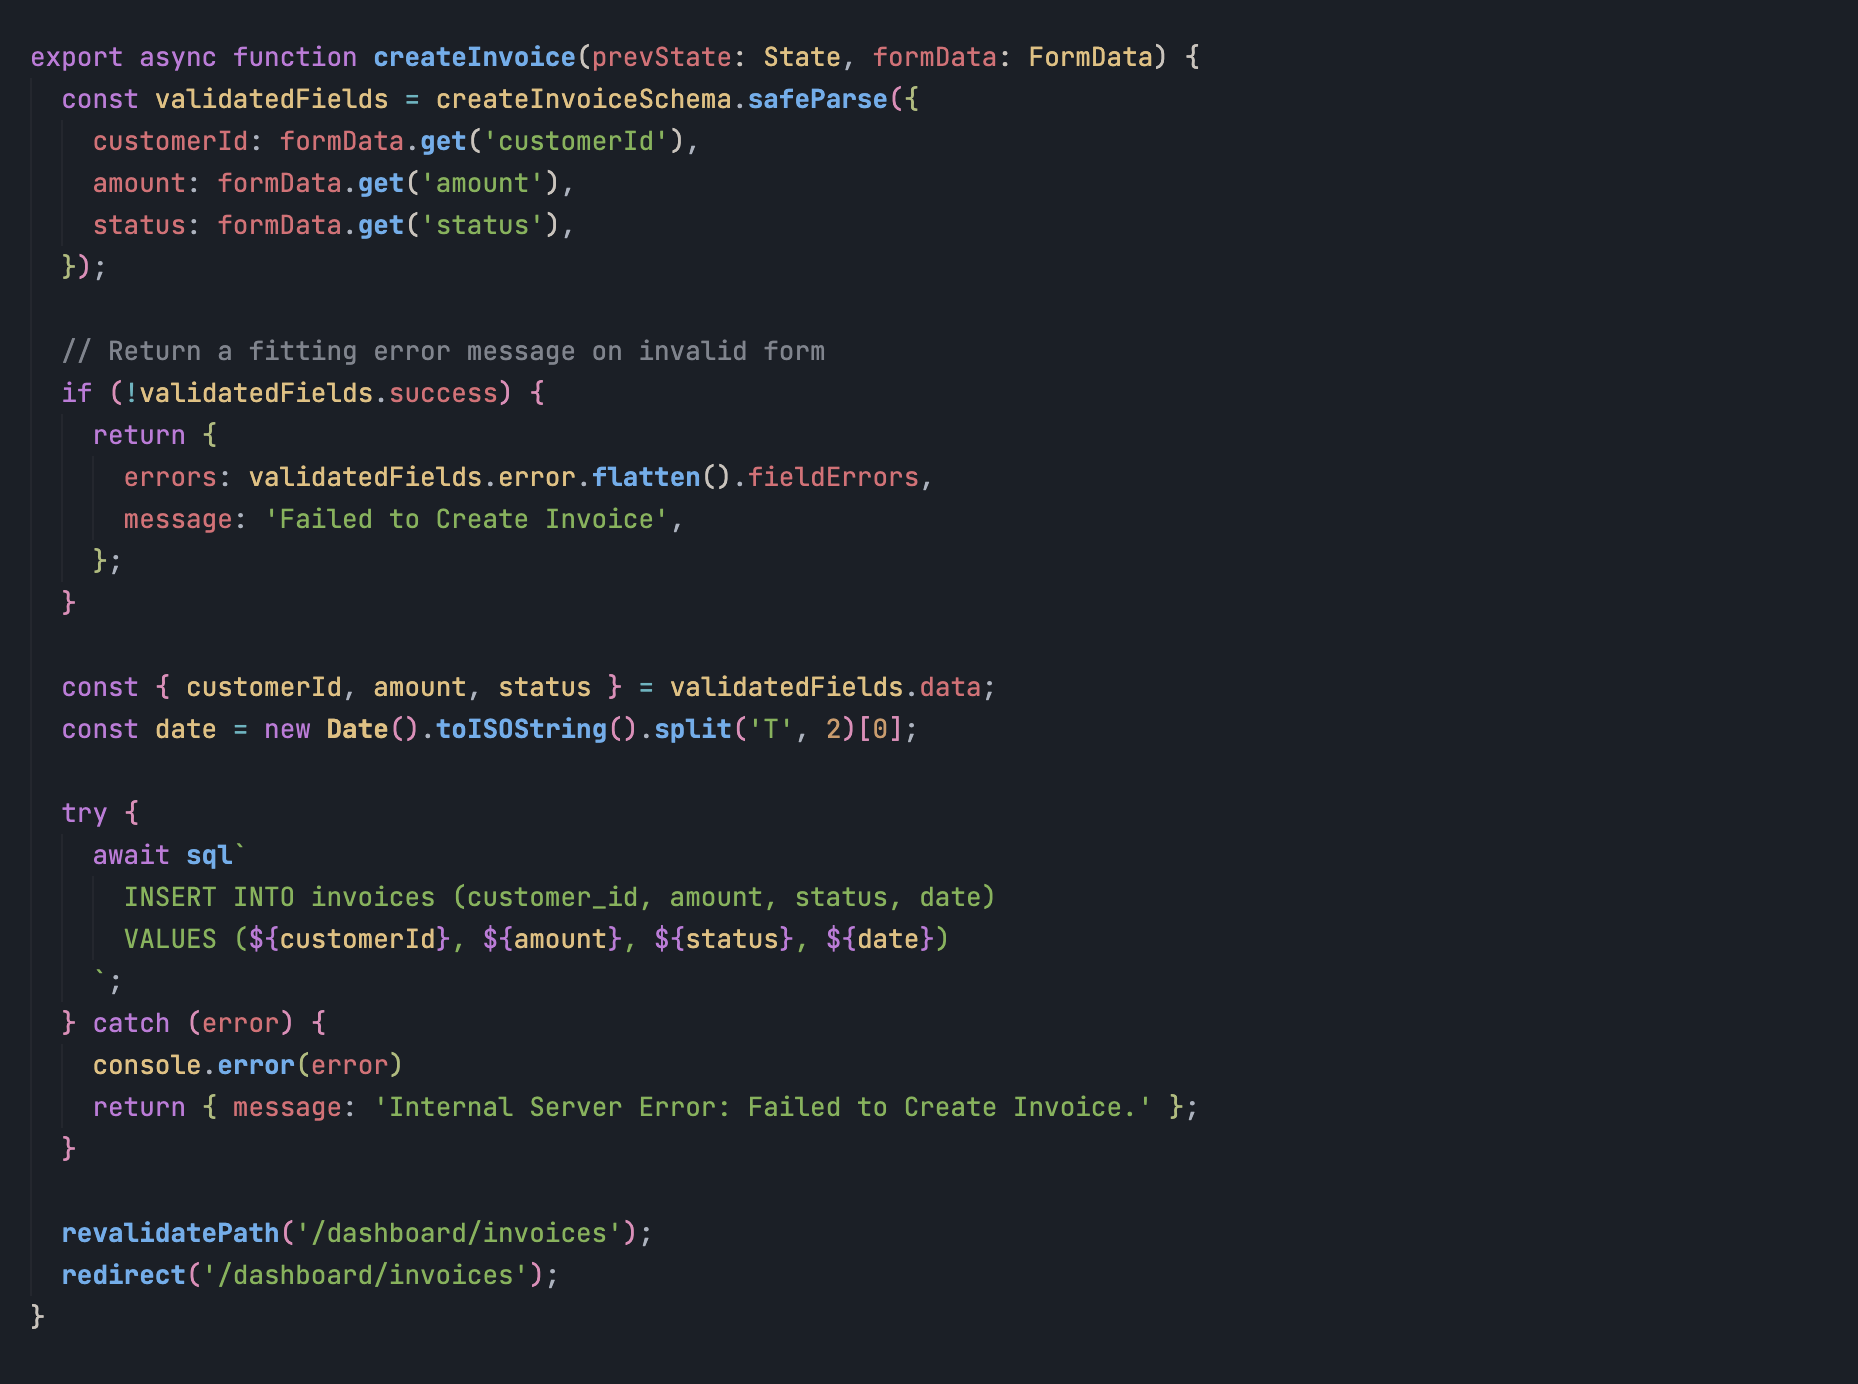 export async function createInvoice(prevState: State, formData: FormData) {
  const validatedFields = createInvoiceSchema.safeParse({
    customerId: formData.get('customerId'),
    amount: formData.get('amount'),
    status: formData.get('status'),
  });

  // Return a fitting error message on invalid form
  if (!validatedFields.success) {
    return {
      errors: validatedFields.error.flatten().fieldErrors,
      message: 'Failed to Create Invoice',
    };
  }

  const { customerId, amount, status } = validatedFields.data;
  const date = new Date().toISOString().split('T', 2)[0];

  try {
    await sql`
      INSERT INTO invoices (customer_id, amount, status, date)
      VALUES (${customerId}, ${amount}, ${status}, ${date})
    `;
  } catch (error) {
    console.error(error)
    return { message: 'Internal Server Error: Failed to Create Invoice.' };
  }

  revalidatePath('/dashboard/invoices');
  redirect('/dashboard/invoices');
}